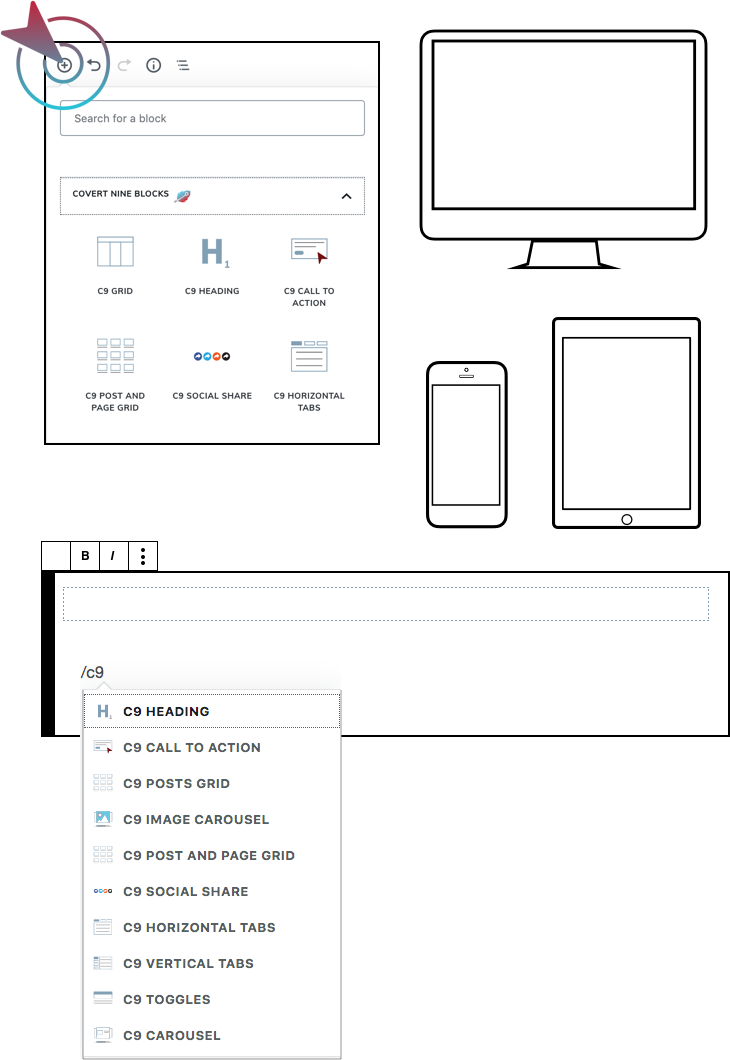 Search for a block
COVERT NINE BLOCKS
C9 GRID
C9 HEADING
C9 CALL TO
ACTION
C9 POST AND
PAGE GRID
C9 SOCIAL SHARE
C9 HORIZONTAL
TABS
B I
/c9
C9 HEADING
C9 CALL TO ACTION
C9 POSTS GRID
C9 IMAGE CAROUSEL
C9 POST AND PAGE GRID
C9 SOCIAL SHARE
C9 HORIZONTAL TABS
C9 VERTICAL TABS
C9 TOGGLES
C9 CAROUSEL